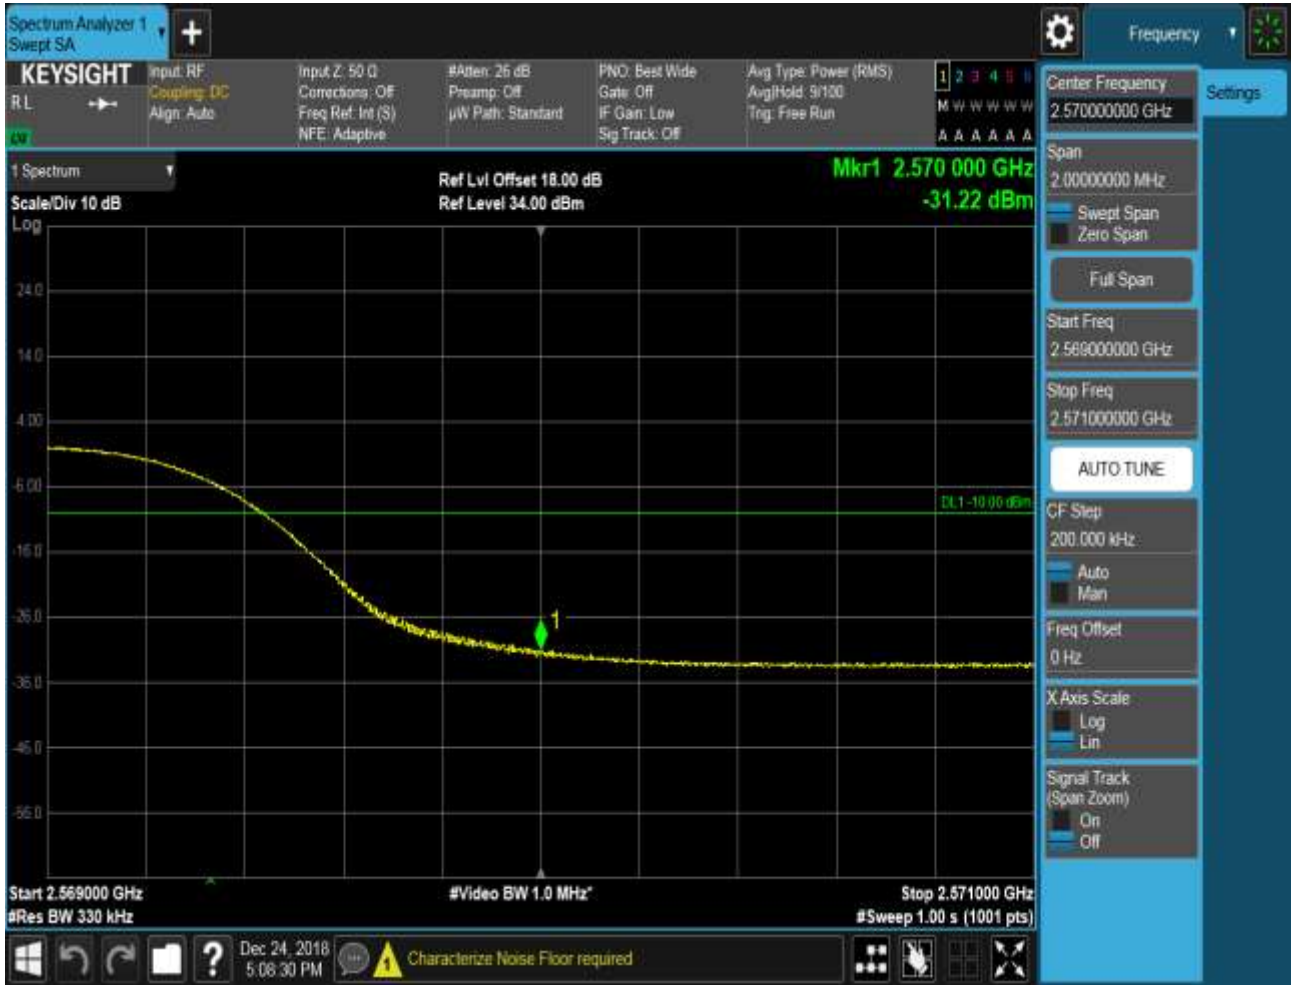 Spectrum Analyzer 1
Swept SA
Frequency
KEYSIGHT
R L
LW
Input: RF
Coupling: DC
Align: Auto
Input Z: 50 Ω
Corrections: Off
Freq Ref: Int (S)
NFE: Adaptive
#Atten: 26 dB
Preamp: Off
µW Path: Standard
PNO: Best Wide
Gate: Off
IF Gain: Low
Sig Track: Off
Avg Type: Power (RMS)
Avg|Hold: 9/100
Trig: Free Run
1 2 3 4 5 6
M W W W W W
A A A A A A
1 Spectrum
Scale/Div 10 dB
Log
Ref Lvl Offset 18.00 dB
Ref Level 34.00 dBm
Mkr1 2.570 000 GHz
-31.22 dBm
24.0
14.0
4.00
-6.00
-16.0
-26.0
-36.0
-46.0
-56.0
DL1 -10.00 dBm
1
Start 2.569000 GHz
#Res BW 330 kHz
#Video BW 1.0 MHz*
Stop 2.571000 GHz
#Sweep 1.00 s (1001 pts)
Center Frequency
2.570000000 GHz
Settings
Span
2.00000000 MHz
Swept Span
Zero Span
Full Span
Start Freq
2.569000000 GHz
Stop Freq
2.571000000 GHz
AUTO TUNE
CF Step
200.000 kHz
Auto
Man
Freq Offset
0 Hz
X Axis Scale
Log
Lin
Signal Track
(Span Zoom)
On
Off
?
Dec 24, 2018
5:08:30 PM
1
Characterize Noise Floor required